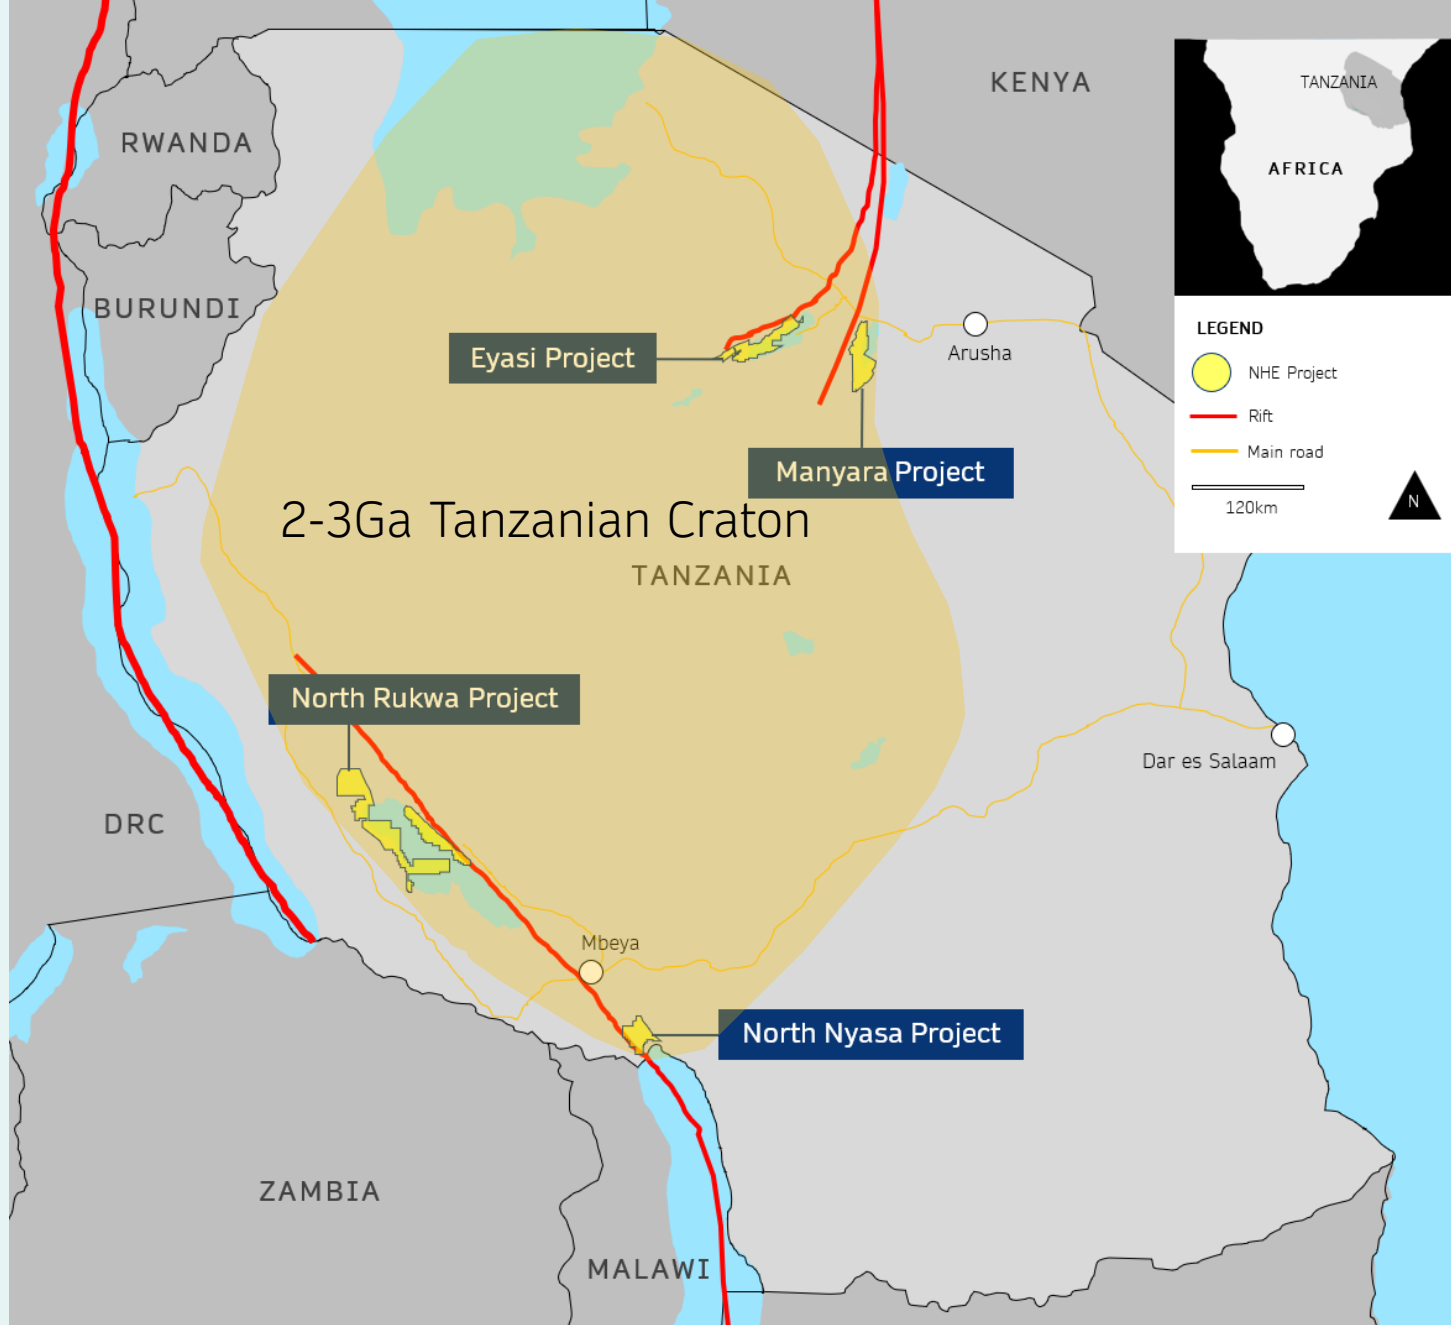 KENYA
TANZANIA
AFRICA
RWANDA
BURUNDI
LEGEND
NHE Project
Rift
Main road
120km
N
Eyasi Project
Arusha
Manyara Project
2-3Ga Tanzanian Craton
TANZANIA
North Rukwa Project
Dar es Salaam
DRC
Mbeya
North Nyasa Project
ZAMBIA
MALAWI